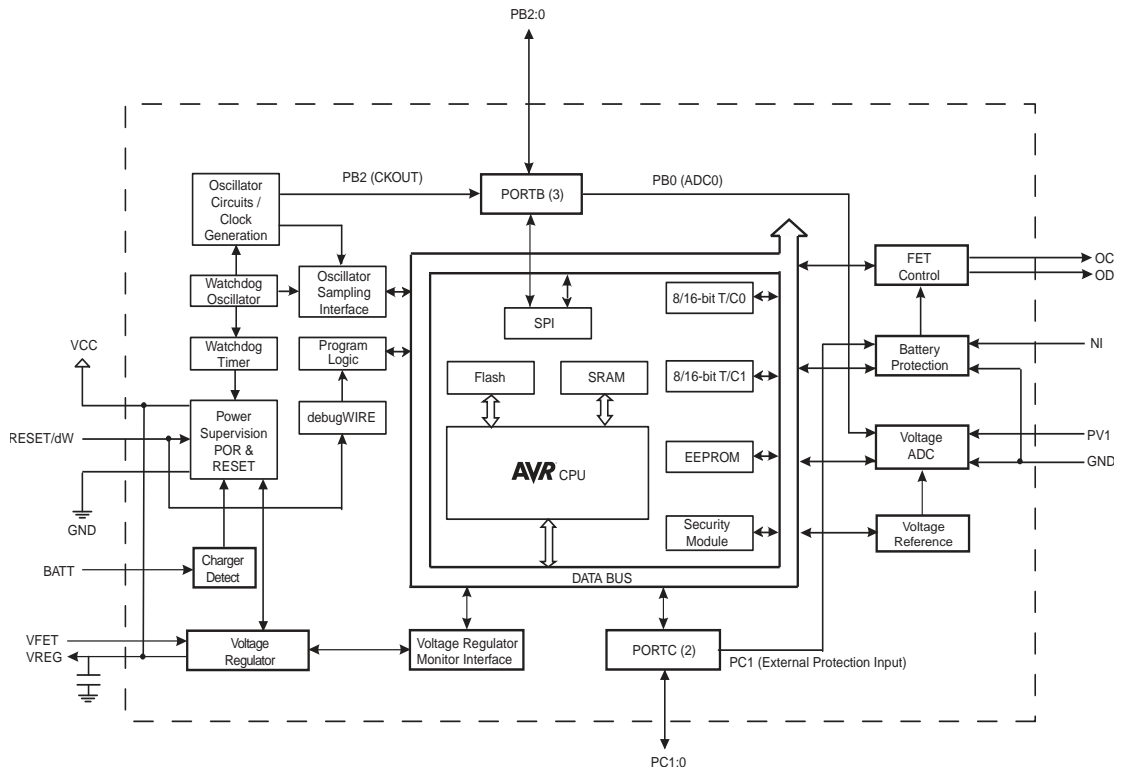 PB2:0
Oscillator
Circuits /
Clock
Generation
PB2 (CKOUT)
PORTB (3)
PB0 (ADC0)
Watchdog
Oscillator
Oscillator
Sampling
Interface
SPI
8/16-bit T/C0
FET
Control
OC
OD
VCC
Watchdog
Timer
Program
Logic
Flash
SRAM
8/16-bit T/C1
Battery
Protection
NI
RESET/dW
Power
Supervision
POR &
RESET
debugWIRE
AVR CPU
EEPROM
Voltage
ADC
PV1
GND
GND
Security
Module
Voltage
Reference
BATT
Charger
Detect
DATA BUS
VFET
VREG
Voltage
Regulator
Voltage Regulator
Monitor Interface
PORTC (2)
PC1 (External Protection Input)
PC1:0